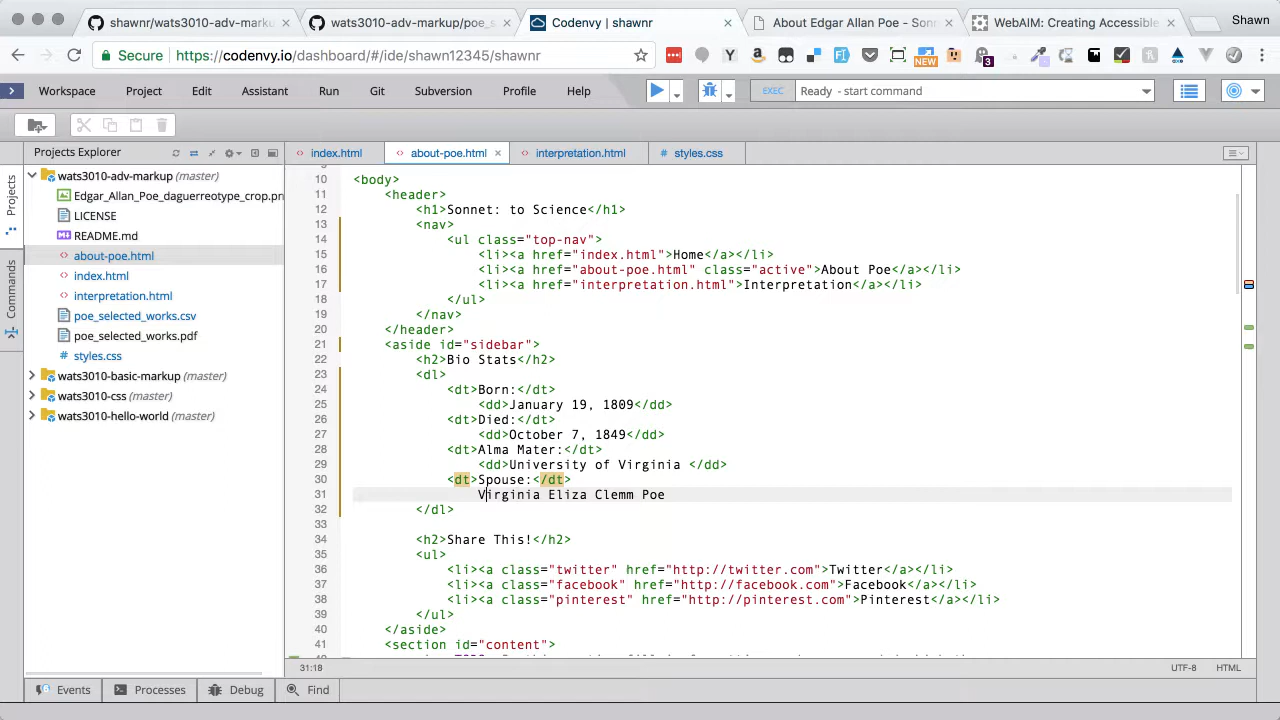 shawnr/wats3010-adv-marku
wats3010-adv-markup/poe_s
Codenvy | shawnr
About Edgar Allan Poe - Sonn
WebAIM: Creating Accessible
Shawn
Secure
https://codenvy.io/dashboard/#/ide/shawn12345/shawnr
Y
NEW
3
Workspace
Project
Edit
Assistant
Run
Git
Subversion
Profile
Help
EXEC
Ready - start command
Projects Explorer
index.html
about-poe.html
interpretation.html
styles.css
Projects
Commands
wats3010-adv-markup (master)
Edgar_Allan_Poe_daguerreotype_crop.pn
LICENSE
README.md
about-poe.html
index.html
interpretation.html
poe_selected_works.csv
poe_selected_works.pdf
styles.css
wats3010-basic-markup (master)
wats3010-css (master)
wats3010-hello-world (master)
10 <body>
11 <header>
12 <h1>Sonnet: to Science</h1>
13 <nav>
14 <ul class="top-nav">
15 <li><a href="index.html">Home</a></li>
16 <li><a href="about-poe.html" class="active">About Poe</a></li>
17 <li><a href="interpretation.html">Interpretation</a></li>
18 </ul>
19 </nav>
20 </header>
21 <aside id="sidebar">
22 <h2>Bio Stats</h2>
23 <dl>
24 <dt>Born:</dt>
25 <dd>January 19, 1809</dd>
26 <dt>Died:</dt>
27 <dd>October 7, 1849</dd>
28 <dt>Alma Mater:</dt>
29 <dd>University of Virginia </dd>
30 <dt>Spouse:</dt>
31 Virginia Eliza Clemm Poe
32 </dl>
33
34 <h2>Share This!</h2>
35 <ul>
36 <li><a class="twitter" href="http://twitter.com">Twitter</a></li>
37 <li><a class="facebook" href="http://facebook.com">Facebook</a></li>
38 <li><a class="pinterest" href="http://pinterest.com">Pinterest</a></li>
39 </ul>
40 </aside>
41 <section id="content">
31:18
UTF-8
HTML
Events
Processes
Debug
Find